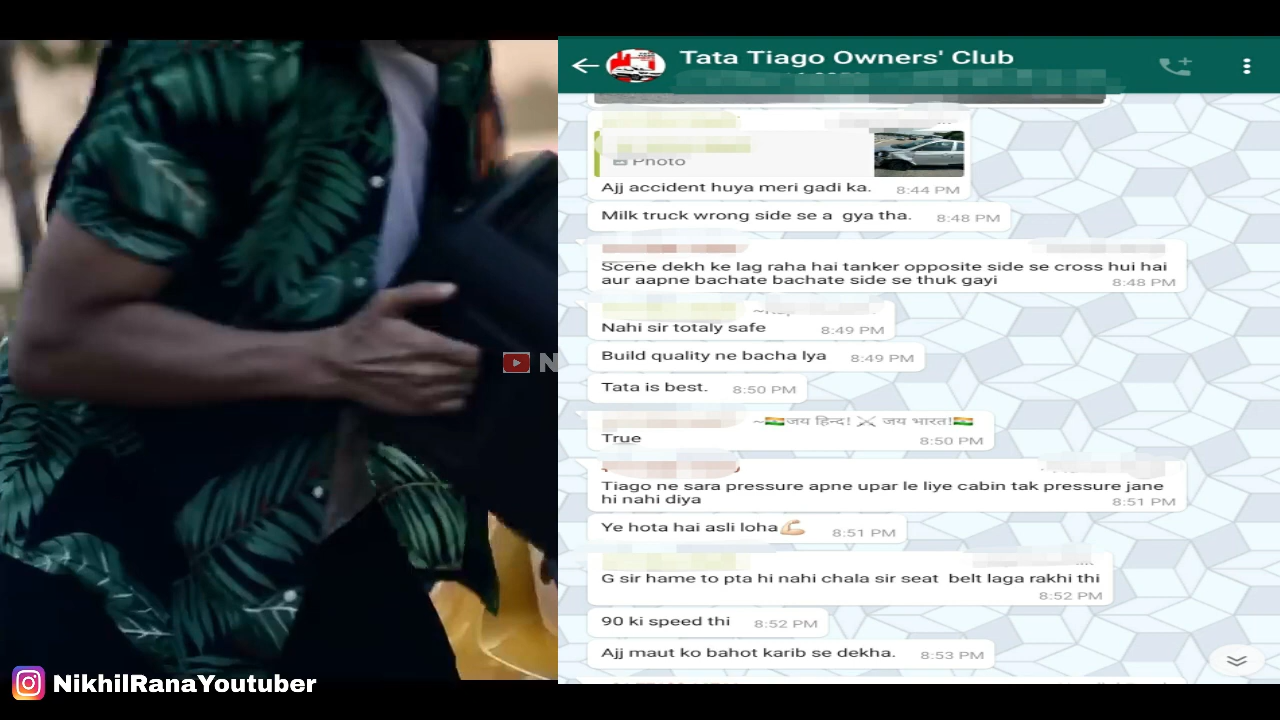 Tata Tiago Owners' Club
Photo
Ajj accident huya meri gadi ka. 8:44 PM
Milk truck wrong side se a gya tha. 8:48 PM
Scene dekh ke lag raha hai tanker opposite side se cross hui hai
aur aapne bachate bachate side se thuk gayi 8:48 PM
Nahi sir totaly safe 8:49 PM
Build quality ne bacha lya 8:49 PM
Tata is best. 8:50 PM
~🇮🇳जय हिन्द! ⚔ जय भारत!🇮🇳
True 8:50 PM
Tiago ne sara pressure apne upar le liye cabin tak pressure jane
hi nahi diya 8:51 PM
Ye hota hai asli loha💪🏻 8:51 PM
G sir hame to pta hi nahi chala sir seat belt laga rakhi thi
8:52 PM
90 ki speed thi 8:52 PM
Ajj maut ko bahot karib se dekha. 8:53 PM
N
NikhilRanaYoutuber